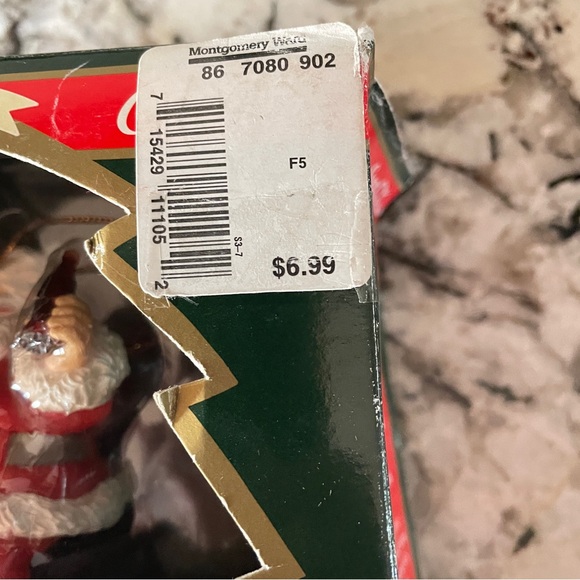 Montgomery Ward
86 7080 902
7 15429 11105 2
F5
S3-7
$6.99